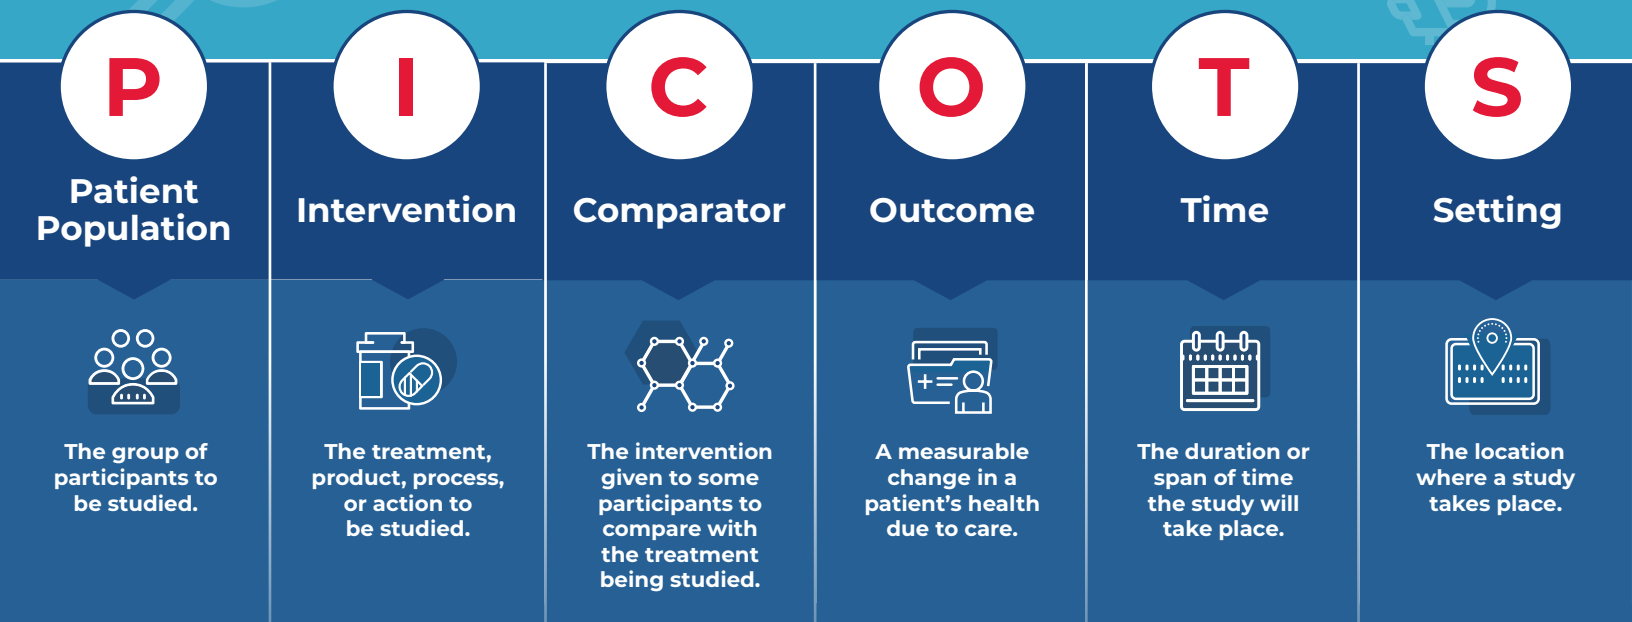 P
Patient
Population
The group of
participants to
be studied.
I
Intervention
The treatment,
product, process,
or action to
be studied.
C
Comparator
The intervention
given to some
participants to
compare with
the treatment
being studied.
O
Outcome
A measurable
change in a
patient's health
due to care.
T
Time
The duration or
span of time
the study will
take place.
S
Setting
The location
where a study
takes place.